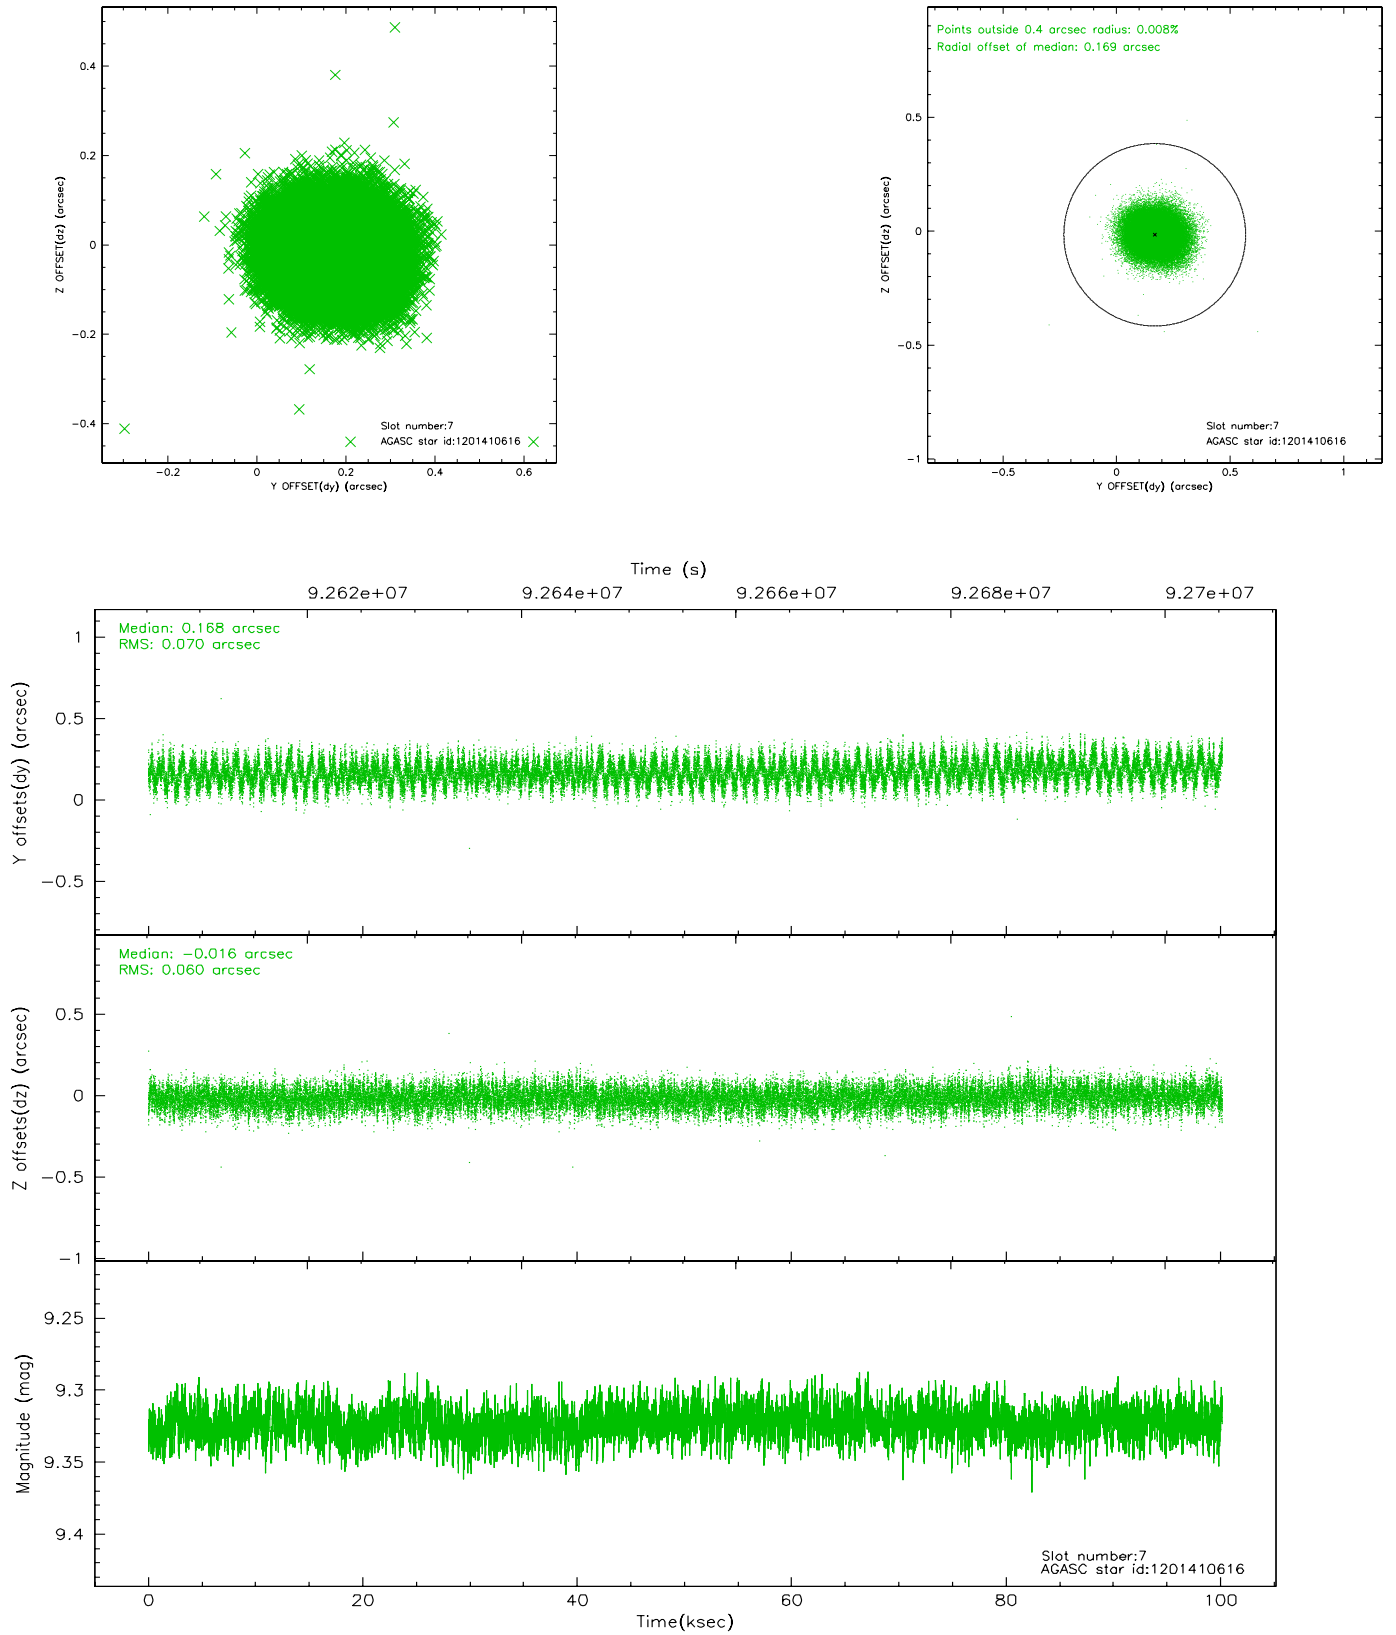 0.4
0.2
0
−0.2
−0.4
Z OFFSET(dz) (arcsec)
Slot number:7
AGASC star id:1201410616
−0.2 0 0.2 0.4 0.6
Y OFFSET(dy) (arcsec)
Points outside 0.4 arcsec radius: 0.008%
Radial offset of median: 0.169 arcsec
0.5
0
−0.5
−1
Z OFFSET(dz) (arcsec)
Slot number:7
AGASC star id:1201410616
−0.5 0 0.5 1
Y OFFSET(dy) (arcsec)
Time (s)
9.262e+07 9.264e+07 9.266e+07 9.268e+07 9.27e+07
Median: 0.168 arcsec
RMS: 0.070 arcsec
1
0.5
0
−0.5
Y offsets(dy) (arcsec)
Median: −0.016 arcsec
RMS: 0.060 arcsec
0.5
0
−0.5
−1
Z offsets(dz) (arcsec)
9.25
9.3
9.35
9.4
Magnitude (mag)
Slot number:7
AGASC star id:1201410616
0 20 40 60 80 100
Time(ksec)